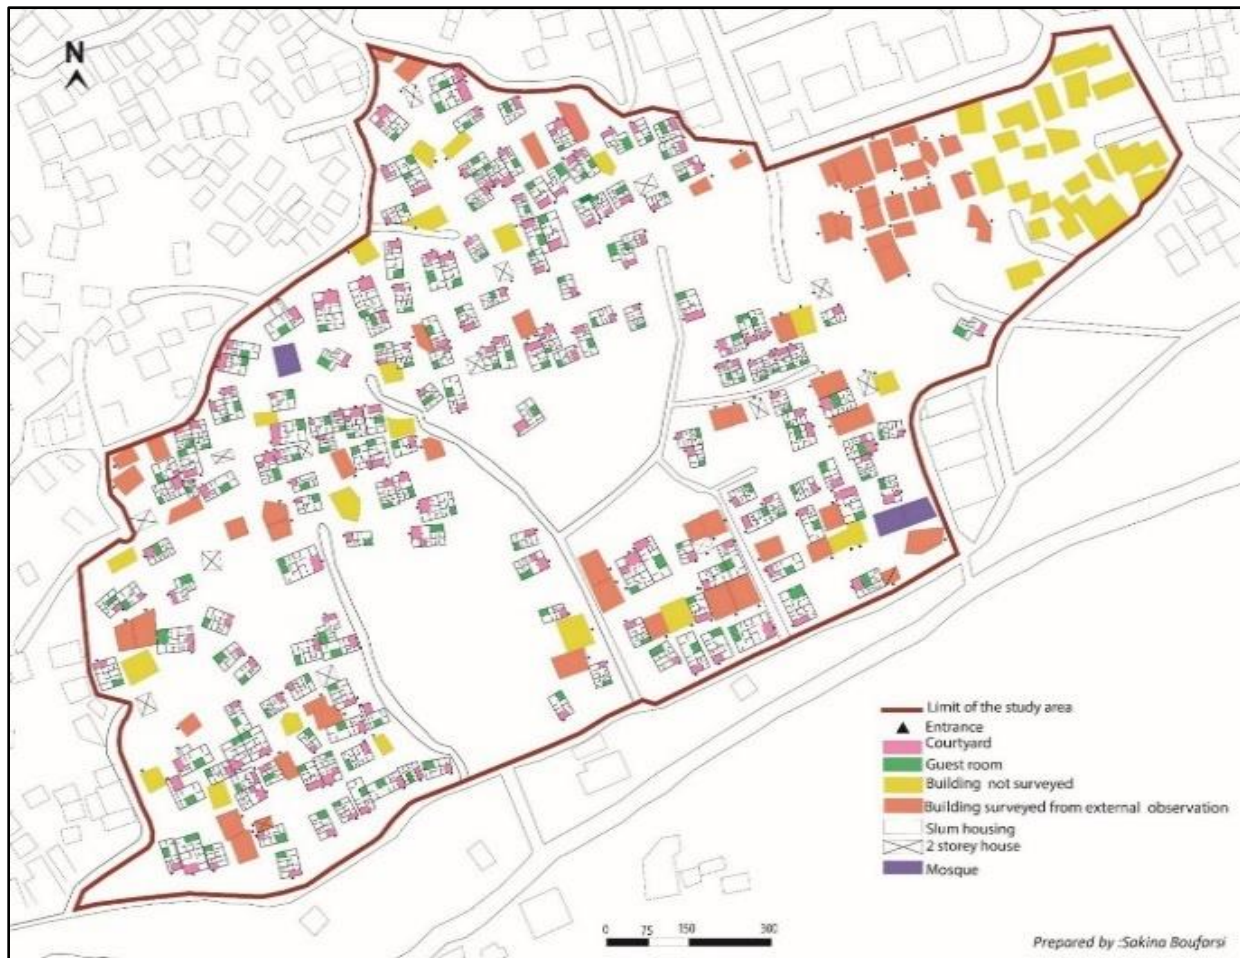 N
Limit of the study area
Entrance
Courtyard
Guest room
Building not surveyed
Building surveyed from external observation
Slum housing
2 storey house
Mosque
0 75 150 300
Prepared by :Sakina Boufarsi